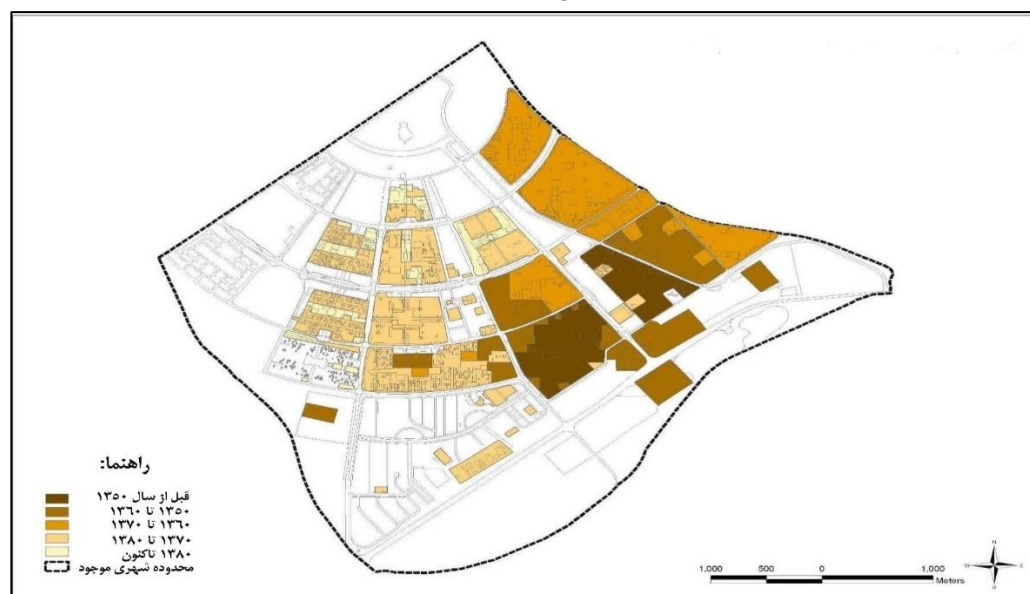 راهنما:
قبل از سال ۱۳۵۰
۱۳۵۰ تا ۱۳۶۰
۱۳۶۰ تا ۱۳۷۰
۱۳۷۰ تا ۱۳۸۰
۱۳۸۰ تاکنون
محدوده شهری موجود
1,000 500 0 1,000
Meters
N
W E
S